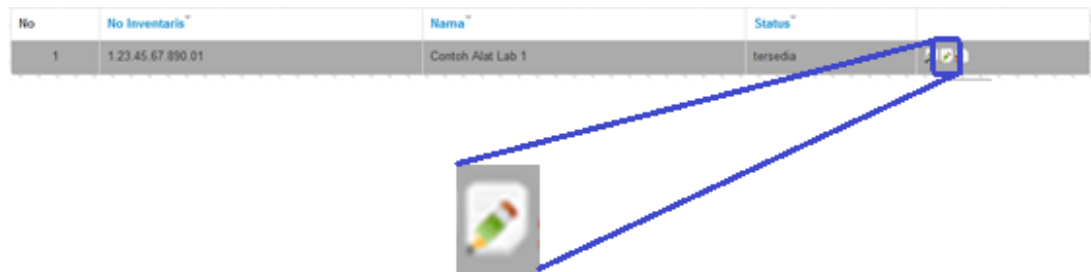 No No Inventaris Nama Status
1 1.23.45.67.890.01 Contoh Alat Lab 1 tersedia